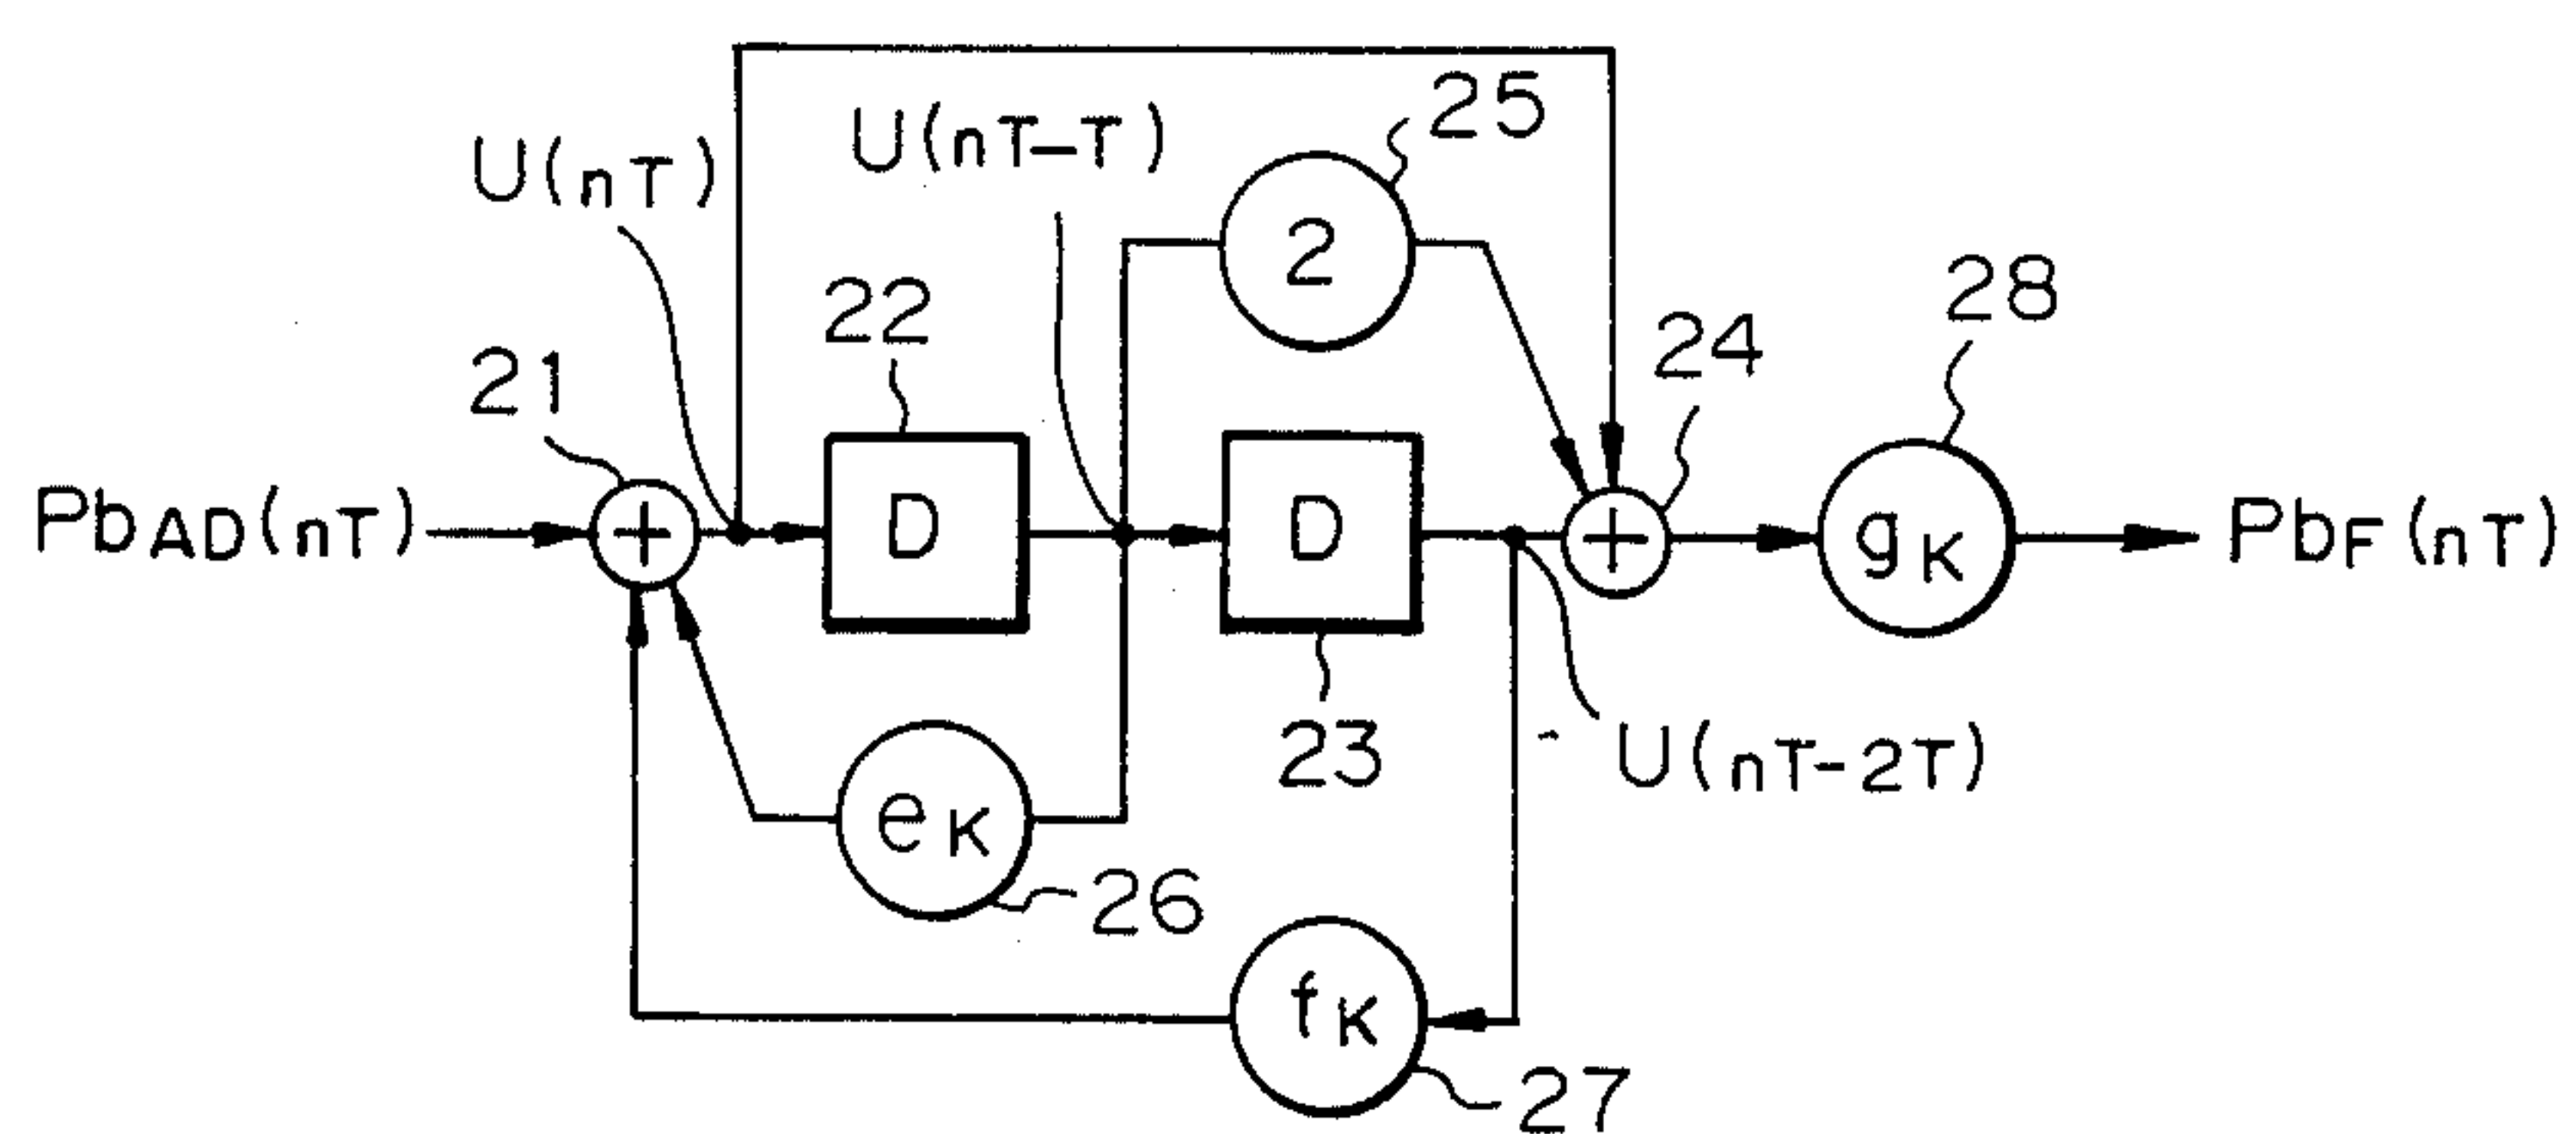 25
U(nT-T)
U(nT)
2
28
22
24
21
PbAD(nT)
+
D
D
+
gK
PbF(nT)
23
U(nT-2T)
eK
26
fK
27